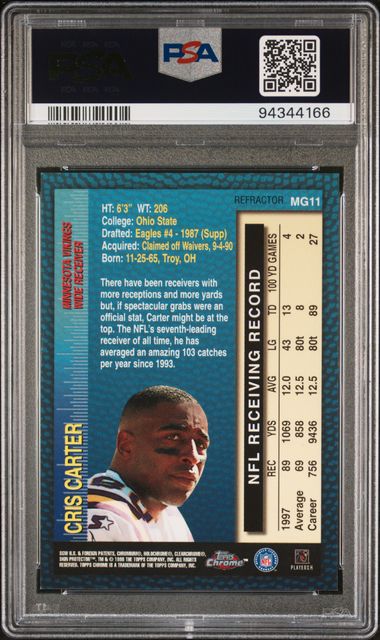 PSA
PSA
94344166
REFRACTOR MG11
HT: 6'3" WT: 206
College: Ohio State
Drafted: Eagles #4 - 1987 (Supp)
Acquired: Claimed off Waivers, 9-4-90
Born: 11-25-65, Troy, OH
There have been receivers with
more receptions and more yards
but, if spectacular grabs were an
official stat, Carter might be at the
top. The NFL's seventh-leading
receiver of all time, he has
averaged an amazing 103 catches
per year since 1993.
CRIS CARTER
MINNESOTA VIKINGS
WIDE RECEIVER
NFL RECEIVING RECORD
REC YDS AVG LG TD 100 YD GAMES
1997 89 1069 12.0 43 13 4
Average 69 858 12.5 80t 8 2
Career 756 9436 12.5 80t 89 27
Topps
Chrome
NFL
PLAYERS